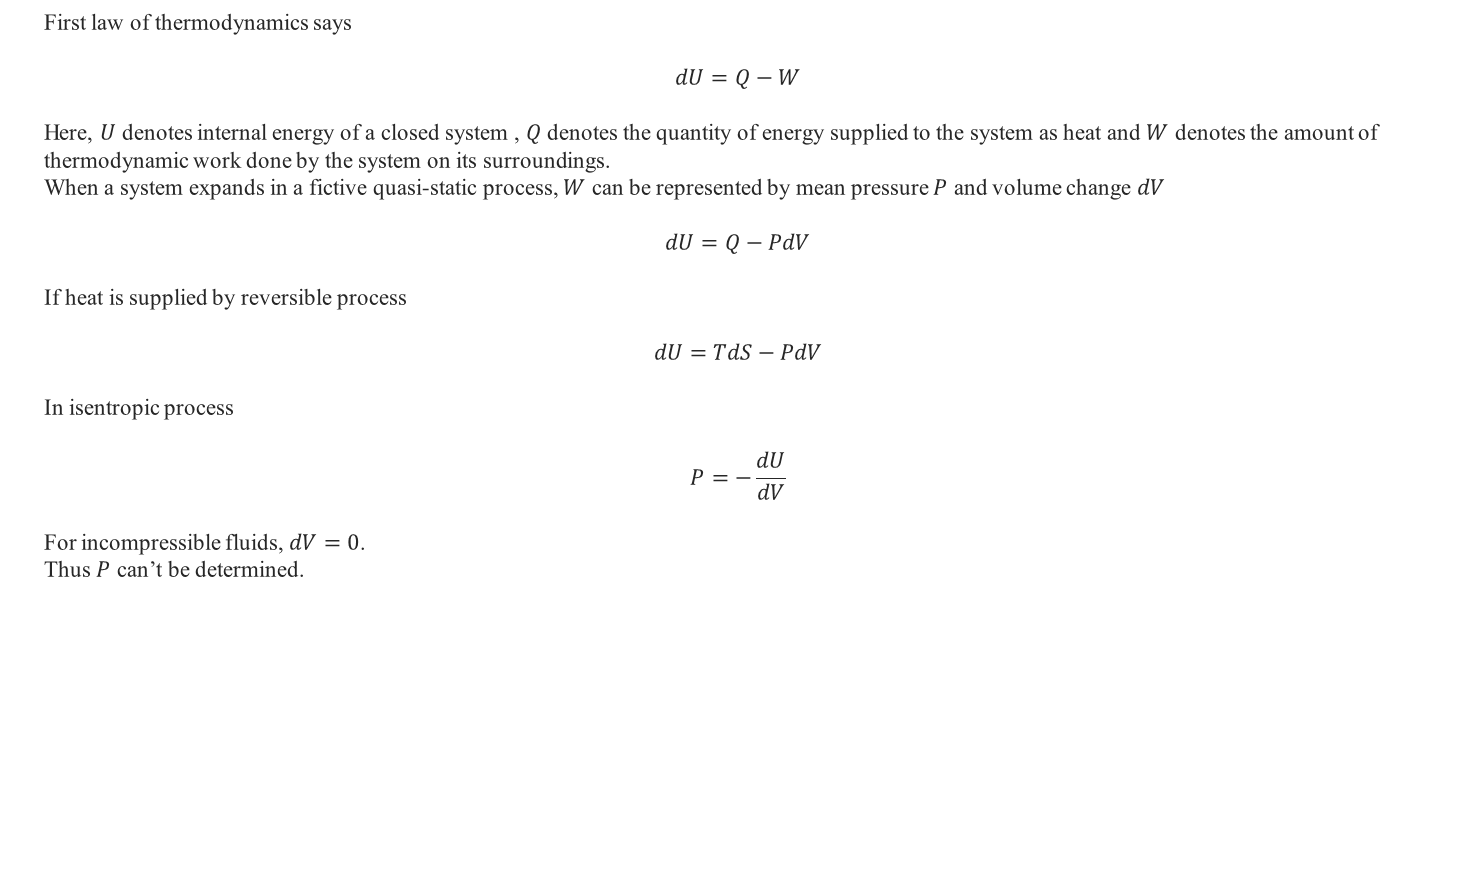 First law of thermodynamics says
dU = Q − W
Here, U denotes internal energy of a closed system , Q denotes the quantity of energy supplied to the system as heat and W denotes the amount of
thermodynamic work done by the system on its surroundings.
When a system expands in a fictive quasi-static process, W can be represented by mean pressure P and volume change dV
dU = Q − PdV
If heat is supplied by reversible process
dU = TdS − PdV
In isentropic process
P = − dU/dV
For incompressible fluids, dV = 0.
Thus P can’t be determined.